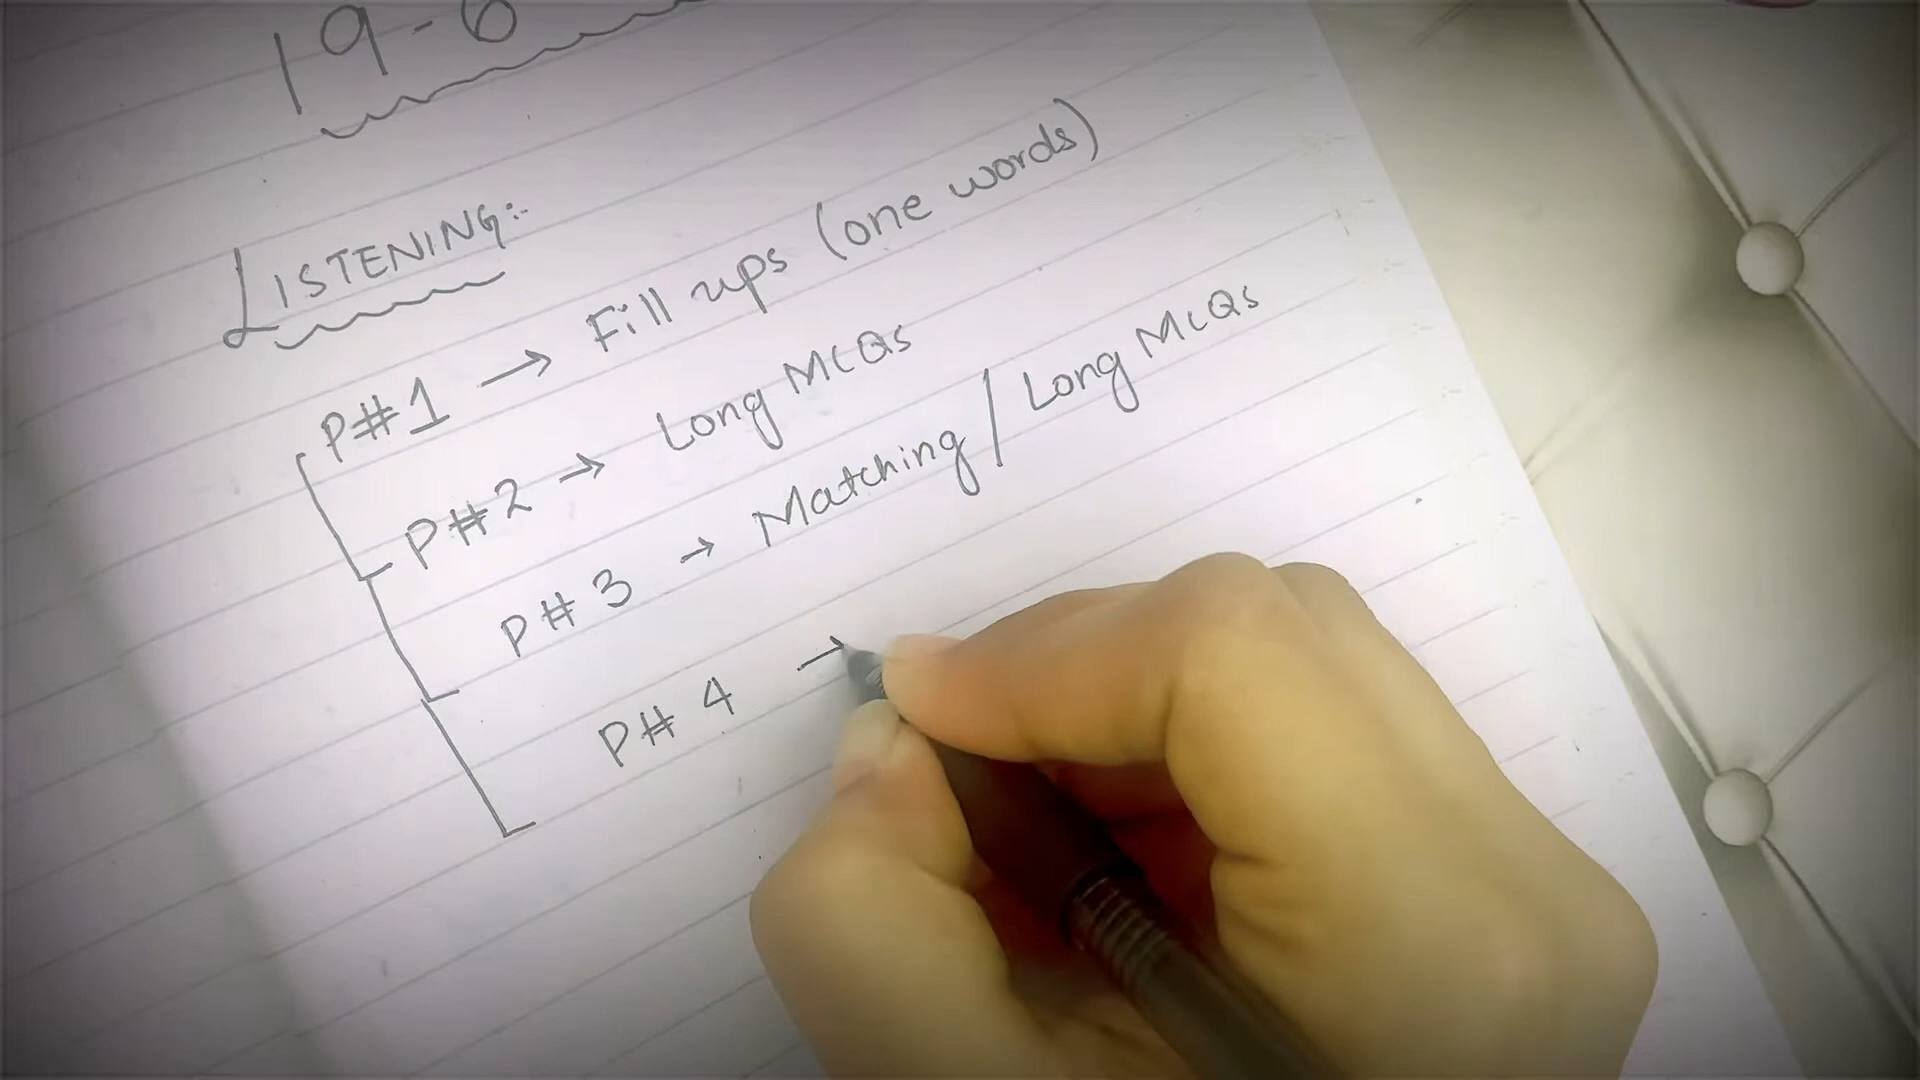 19-6
LISTENING:-
P#1 → Fill ups (one words)
P#2 → Long MCQs
P#3 → Matching / Long MCQs
P#4 →